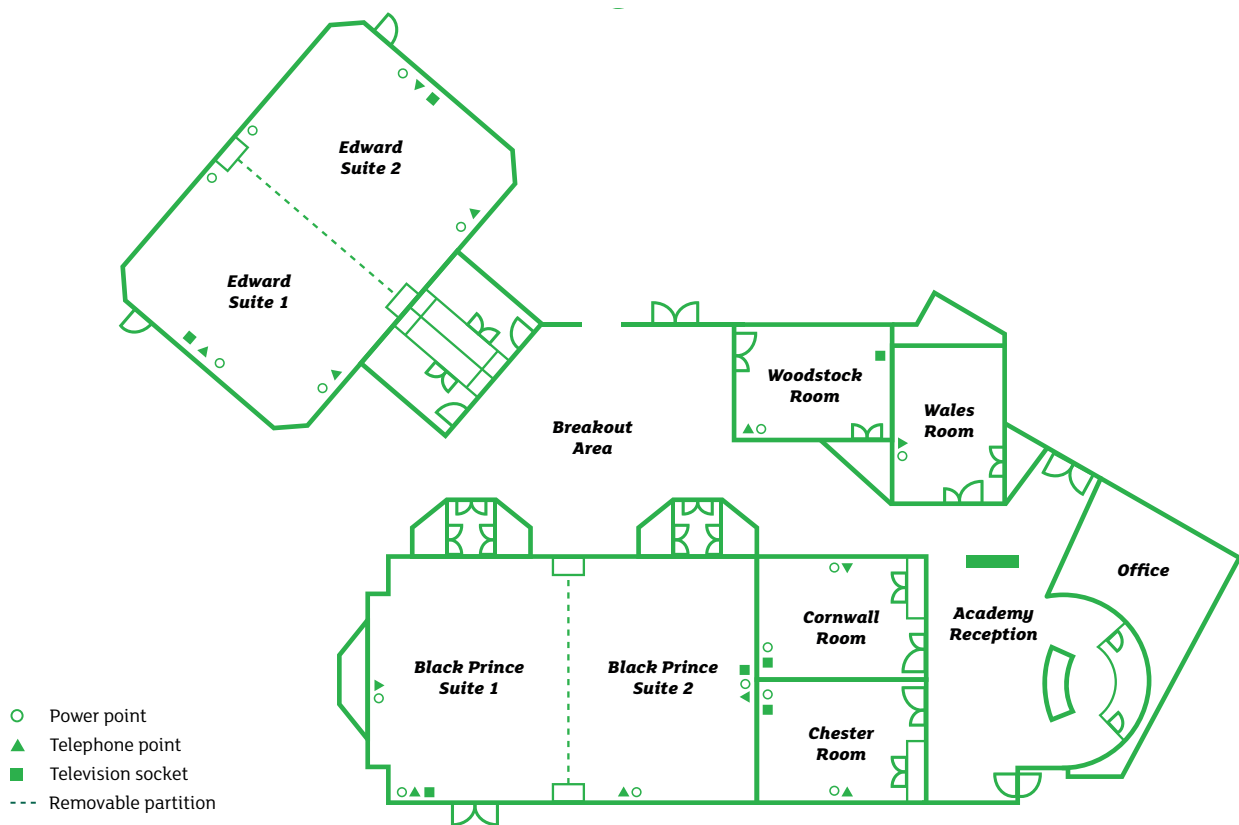 Edward
Suite 2
Edward
Suite 1
Breakout
Area
Woodstock
Room
Wales
Room
Office
Academy
Reception
Cornwall
Room
Black Prince
Suite 1
Black Prince
Suite 2
Chester
Room
Power point
Telephone point
Television socket
Removable partition